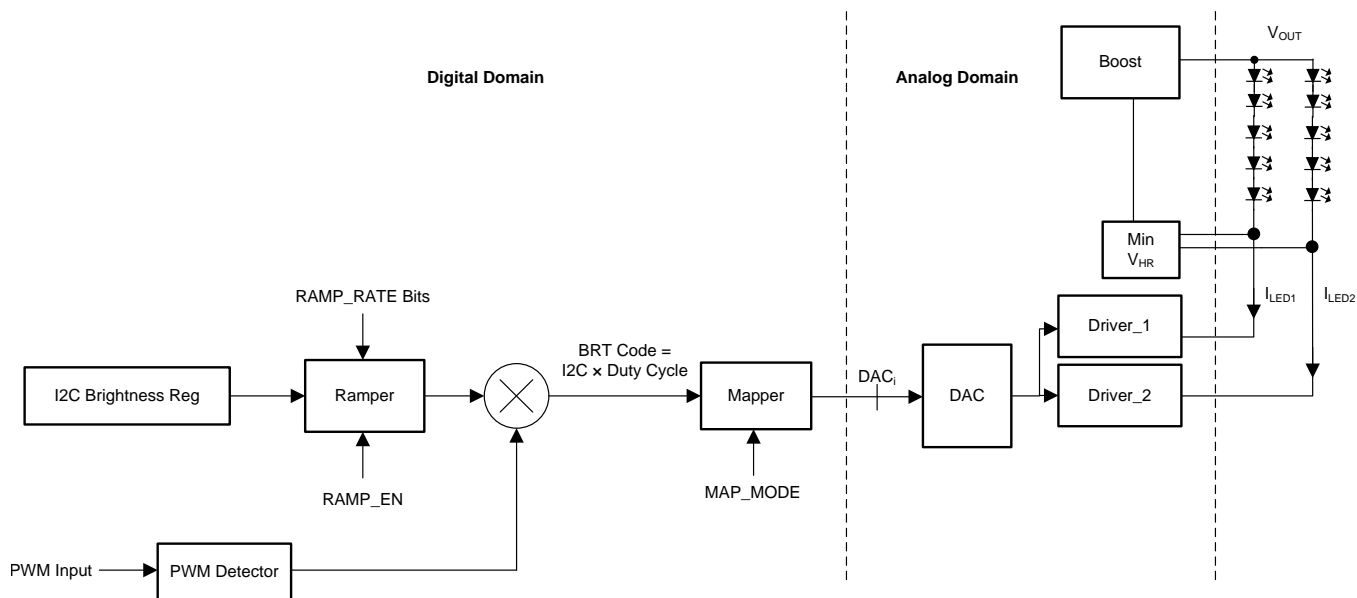 Digital Domain
Analog Domain
Boost
VOUT
Min
VHR
RAMP_RATE Bits
ILED1
ILED2
Driver_1
BRT Code =
I2C × Duty Cycle
I2C Brightness Reg
Ramper
Mapper
DACi
DAC
Driver_2
RAMP_EN
MAP_MODE
PWM Input
PWM Detector